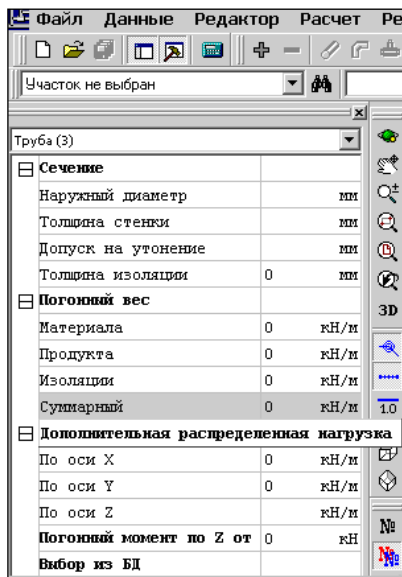 Файл Данные Редактор Расчет Ре
Участок не выбран
Труба (3)
Сечение
Наружный диаметр мм
Толщина стенки мм
Допуск на утонение мм
Толщина изоляции 0 мм
Погонный вес
Материала 0 кН/м
Продукта 0 кН/м
Изоляции 0 кН/м
Суммарный 0 кН/м
Дополнительная распределенная нагрузка
По оси X 0 кН/м
По оси Y 0 кН/м
По оси Z кН/м
Погонный момент по Z от 0 кН
Выбор из БД
3D
1.0
№
№